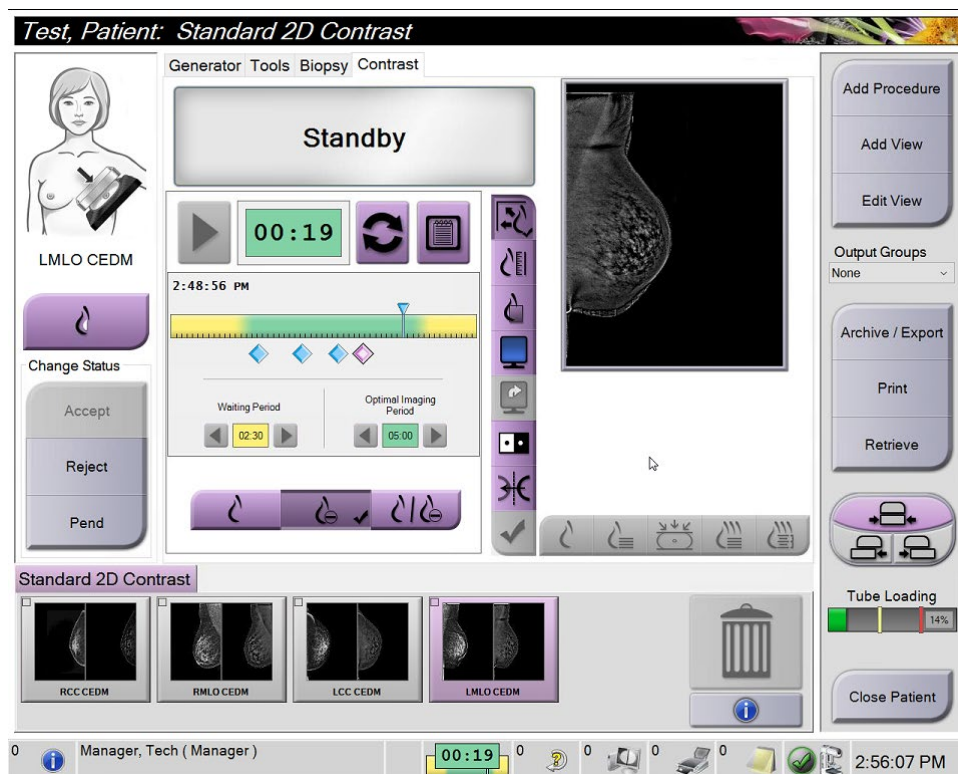 Test, Patient: Standard 2D Contrast
Generator Tools Biopsy Contrast
Standby
LMLO CEDM
Change Status
Accept
Reject
Pend
00:19
2:48:56 PM
Waiting Period
02:30
Optimal Imaging
Period
05:00
Add Procedure
Add View
Edit View
Output Groups
None
Archive / Export
Print
Retrieve
Tube Loading
14%
Close Patient
Standard 2D Contrast
RCC CEDM
RMLO CEDM
LCC CEDM
LMLO CEDM
0 Manager, Tech ( Manager ) 00:19 0 0 0 0 2:56:07 PM